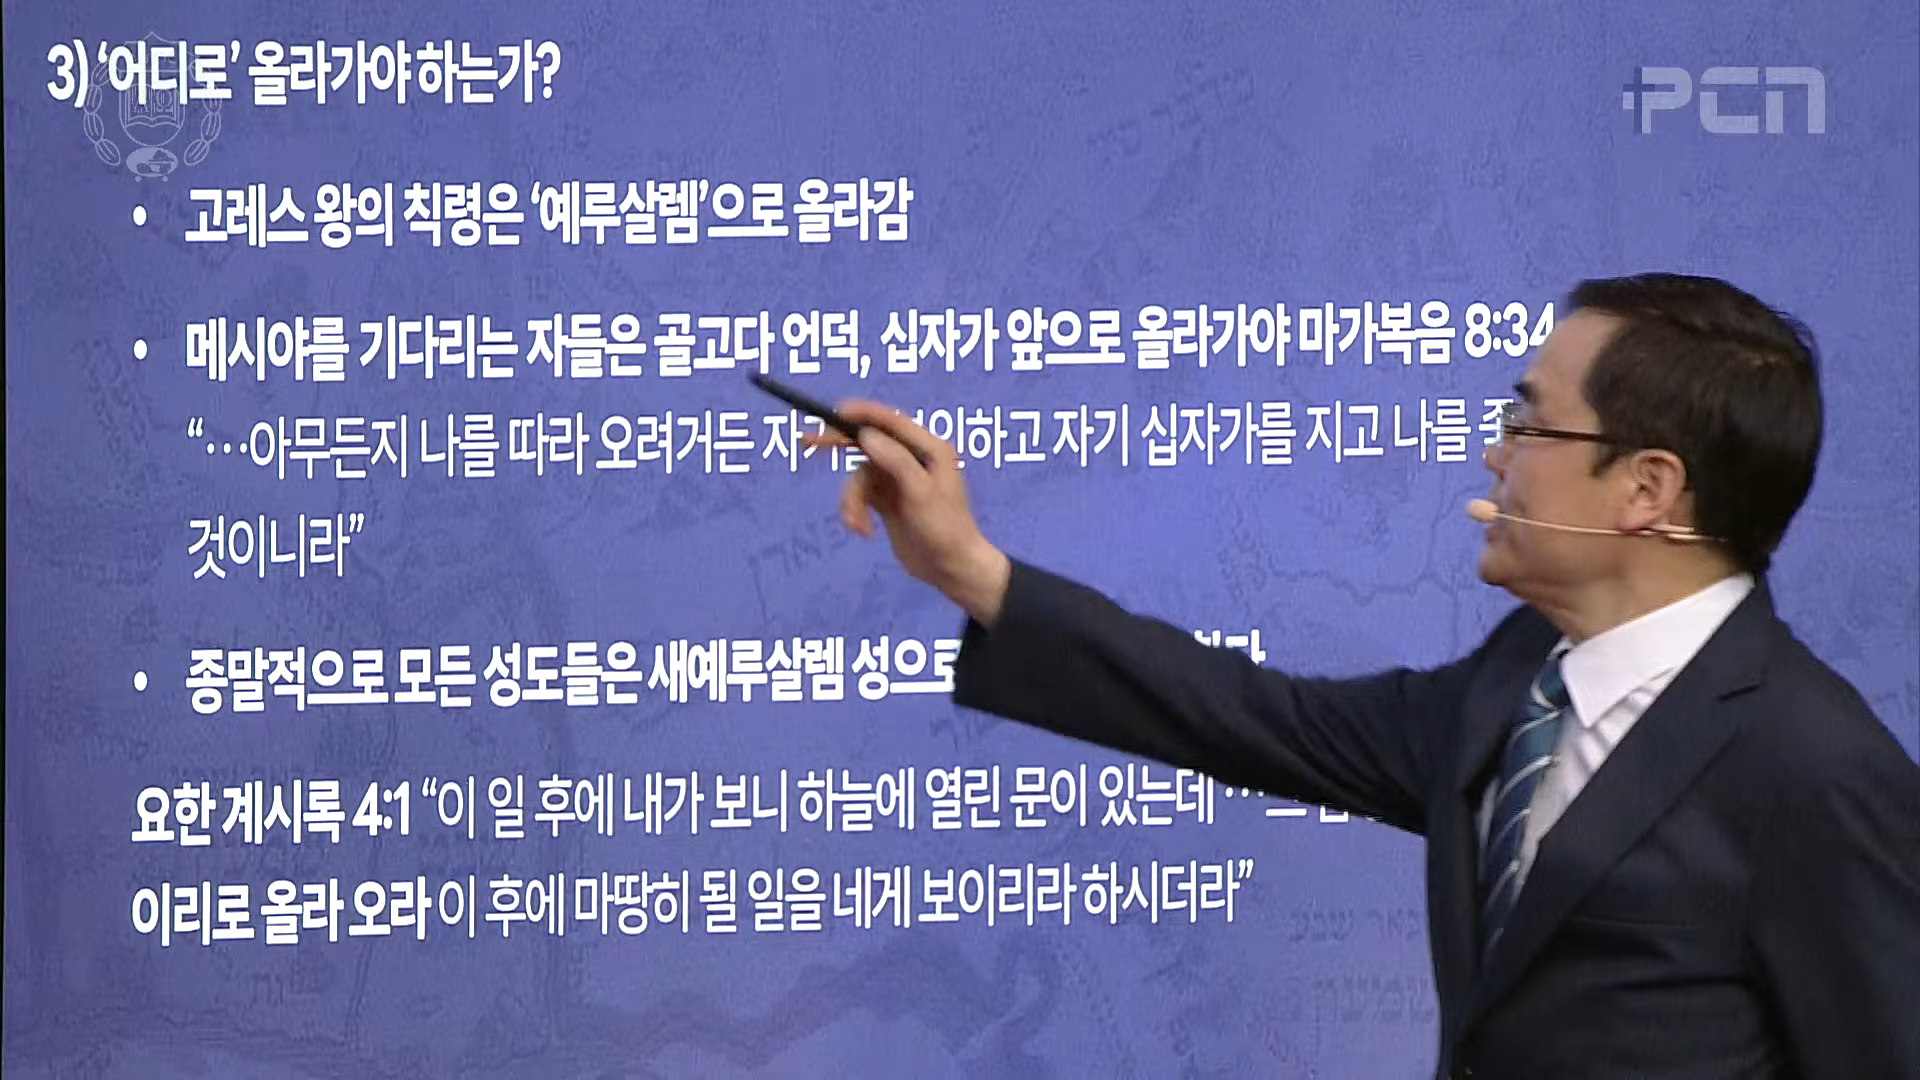 3) ‘어디로’ 올라가야 하는가?
PCN
• 고레스 왕의 칙령은 ‘예루살렘’으로 올라감
• 메시야를 기다리는 자들은 골고다 언덕, 십자가 앞으로 올라가야 마가복음 8:34
“…아무든지 나를 따라 오려거든 하고 자기 십자가를 지고 나를
것이니라”
• 종말적으로 모든 성도들은 새예루살렘 성으로
요한 계시록 4:1 “이 일 후에 내가 보니 하늘에 열린 문이 있는데…
이리로 올라 오라 이 후에 마땅히 될 일을 네게 보이리라 하시더라”